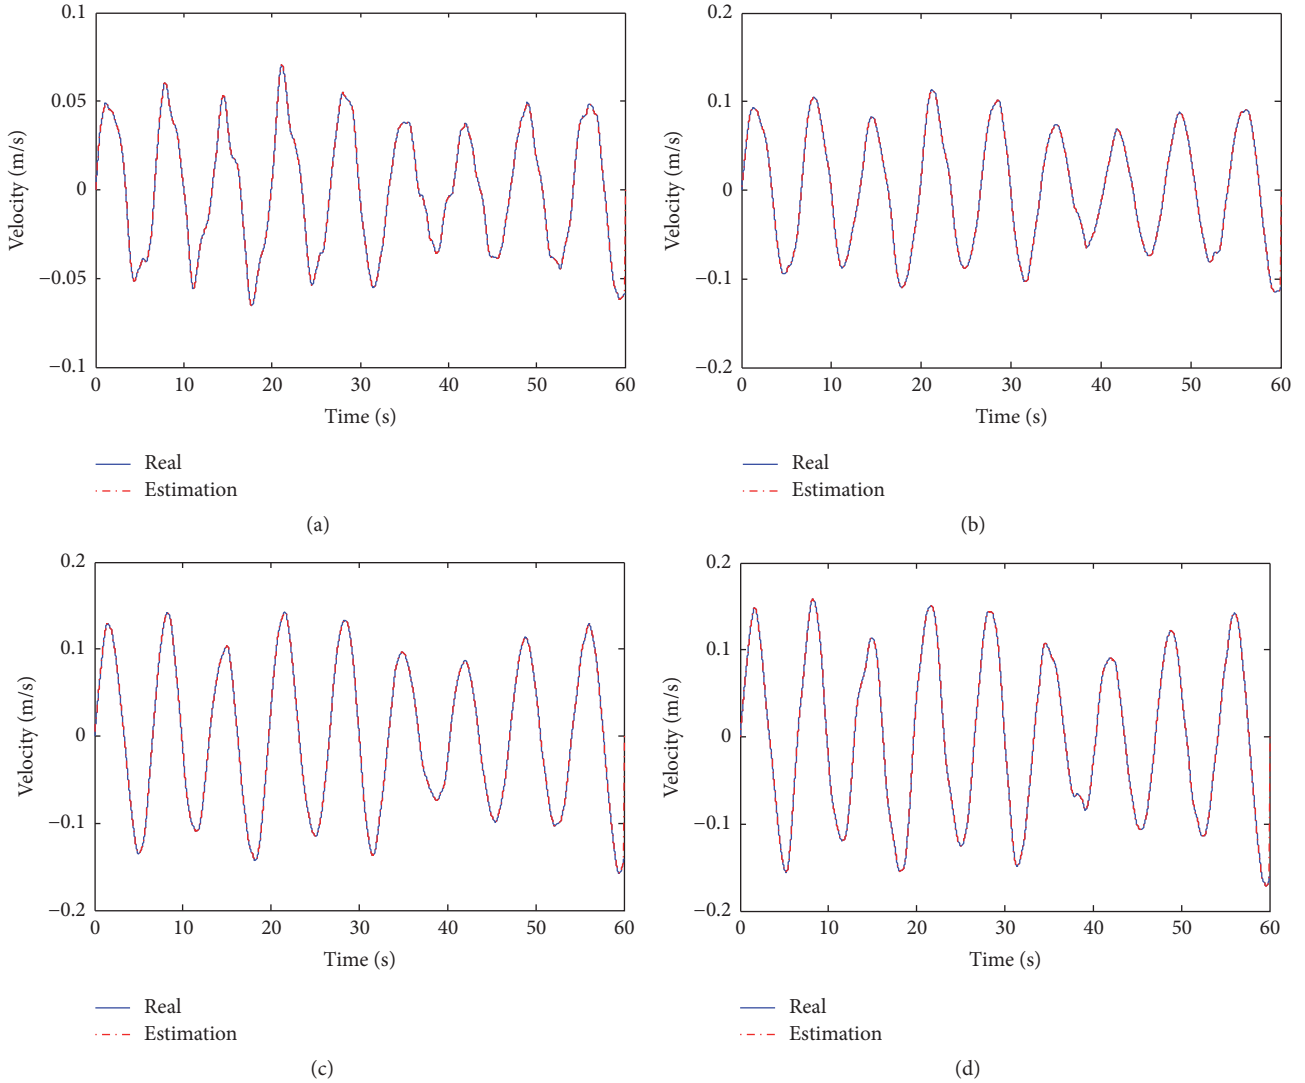 0.1
0.05
0
−0.05
−0.1
Velocity (m/s)
0 10 20 30 40 50 60
Time (s)
Real
Estimation
(a)
0.2
0.1
0
−0.1
−0.2
Velocity (m/s)
0 10 20 30 40 50 60
Time (s)
Real
Estimation
(b)
0.2
0.1
0
−0.1
−0.2
Velocity (m/s)
0 10 20 30 40 50 60
Time (s)
Real
Estimation
(c)
0.2
0.1
0
−0.1
−0.2
Velocity (m/s)
0 10 20 30 40 50 60
Time (s)
Real
Estimation
(d)